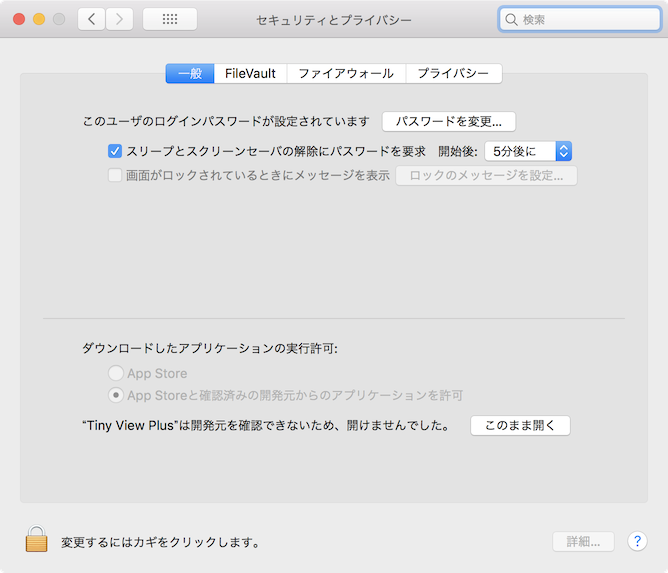 セキュリティとプライバシー
検索
一般 FileVault ファイアウォール プライバシー
このユーザのログインパスワードが設定されています パスワードを変更...
スリープとスクリーンセーバの解除にパスワードを要求 開始後: 5分後に
画面がロックされているときにメッセージを表示 ロックのメッセージを設定...
ダウンロードしたアプリケーションの実行許可:
App Store
App Storeと確認済みの開発元からのアプリケーションを許可
“Tiny View Plus”は開発元を確認できないため、開けませんでした。 このまま開く
変更するにはカギをクリックします。 詳細... ?